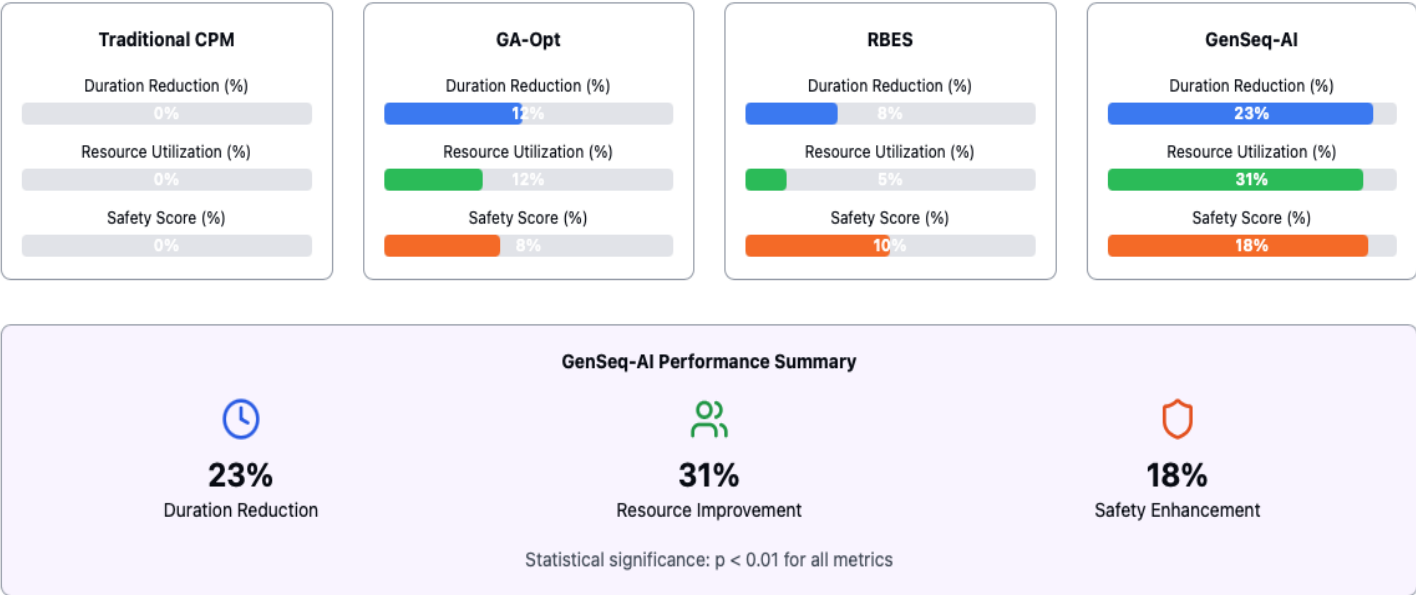 Traditional CPM
Duration Reduction (%)
0%
Resource Utilization (%)
0%
Safety Score (%)
0%
GA-Opt
Duration Reduction (%)
12%
Resource Utilization (%)
12%
Safety Score (%)
8%
RBES
Duration Reduction (%)
8%
Resource Utilization (%)
5%
Safety Score (%)
10%
GenSeq-AI
Duration Reduction (%)
23%
Resource Utilization (%)
31%
Safety Score (%)
18%
GenSeq-AI Performance Summary
23%
Duration Reduction
31%
Resource Improvement
18%
Safety Enhancement
Statistical significance: p < 0.01 for all metrics